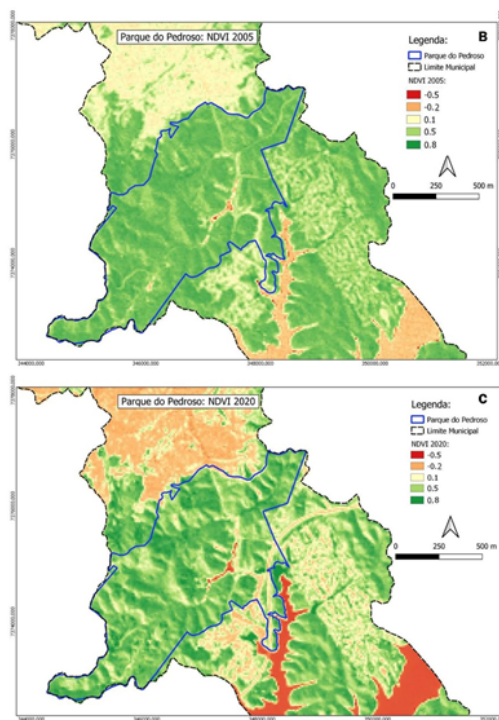 Parque do Pedroso: NDVI 2005
B
Legenda:
Parque do Pedroso
Limite Municipal
NDVI 2005:
-0.5
-0.2
0.1
0.5
0.8
0 250 500 m
Parque do Pedroso: NDVI 2020
C
Legenda:
Parque do Pedroso
Limite Municipal
NDVI 2020:
-0.5
-0.2
0.1
0.5
0.8
0 250 500 m